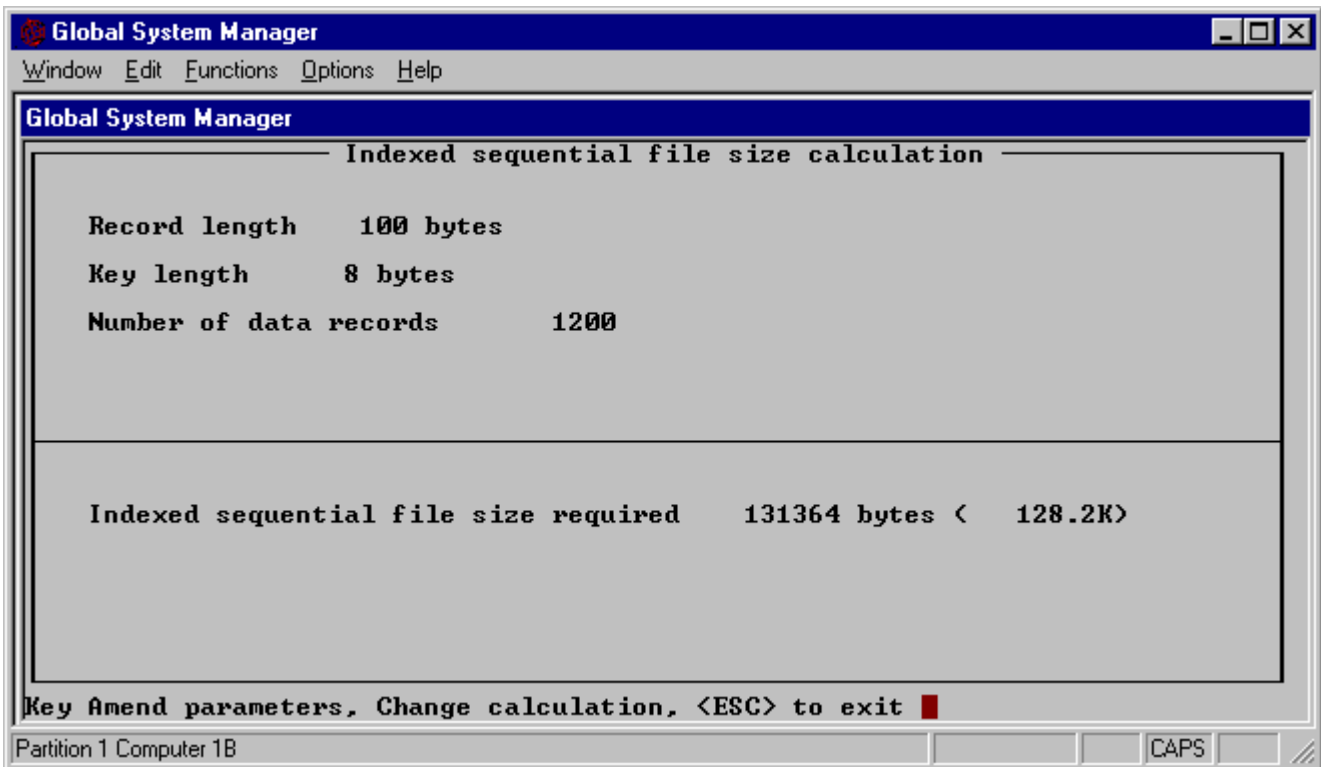 Global System Manager
Window Edit Functions Options Help
Global System Manager
Indexed sequential file size calculation
Record length 100 bytes
Key length 8 bytes
Number of data records 1200
Indexed sequential file size required 131364 bytes ( 128.2K)
Key Amend parameters, Change calculation, <ESC> to exit
Partition 1 Computer 1B CAPS